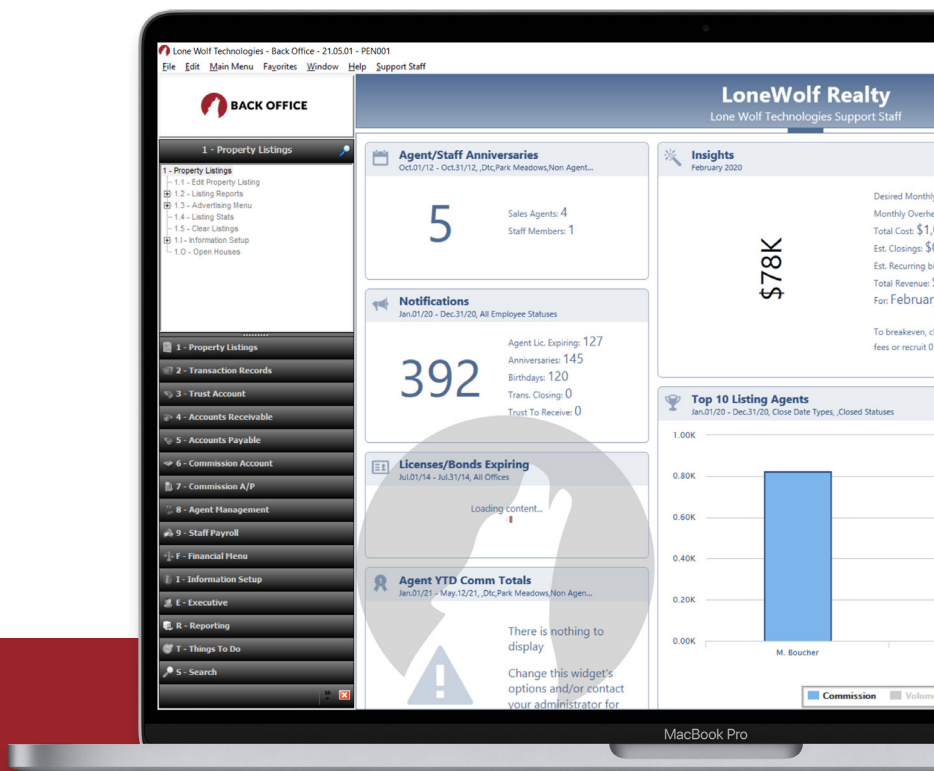 Lone Wolf Technologies - Back Office - 21.05.01 - PEN001
File Edit Main Menu Favorites Window Help Support Staff
BACK OFFICE
LoneWolf Realty
Lone Wolf Technologies Support Staff
1 - Property Listings
1 - Property Listings
1.1 - Edit Property Listing
1.2 - Listing Reports
1.3 - Advertising Menu
1.4 - Listing Stats
1.5 - Clear Listings
1.I - Information Setup
1.O - Open Houses
1 - Property Listings
2 - Transaction Records
3 - Trust Account
4 - Accounts Receivable
5 - Accounts Payable
6 - Commission Account
7 - Commission A/P
8 - Agent Management
9 - Staff Payroll
F - Financial Menu
I - Information Setup
E - Executive
R - Reporting
T - Things To Do
S - Search
Agent/Staff Anniversaries
Oct.01/12 - Oct.31/12, ,Dtc,Park Meadows,Non Agent...
5
Sales Agents: 4
Staff Members: 1
Notifications
Jan.01/20 - Dec.31/20, All Employee Statuses
392
Agent Lic. Expiring: 127
Anniversaries: 145
Birthdays: 120
Trans. Closing: 0
Trust To Receive: 0
Licenses/Bonds Expiring
Jul.01/14 - Jul.31/14, All Offices
Loading content...
Agent YTD Comm Totals
Jan.01/21 - May.12/21, ,Dtc,Park Meadows,Non Agen...
There is nothing to
display
Change this widget's
options and/or contact
your administrator for
Insights
February 2020
$78K
Desired Monthly
Monthly Overhe
Total Cost: $1,
Est. Closings: $
Est. Recurring bi
Total Revenue:
For: Februar
To breakeven, c
fees or recruit 0
Top 10 Listing Agents
Jan.01/20 - Dec.31/20, Close Date Types, ,Closed Statuses
1.00K
0.80K
0.60K
0.40K
0.20K
0.00K
M. Boucher
Commission Volum
MacBook Pro